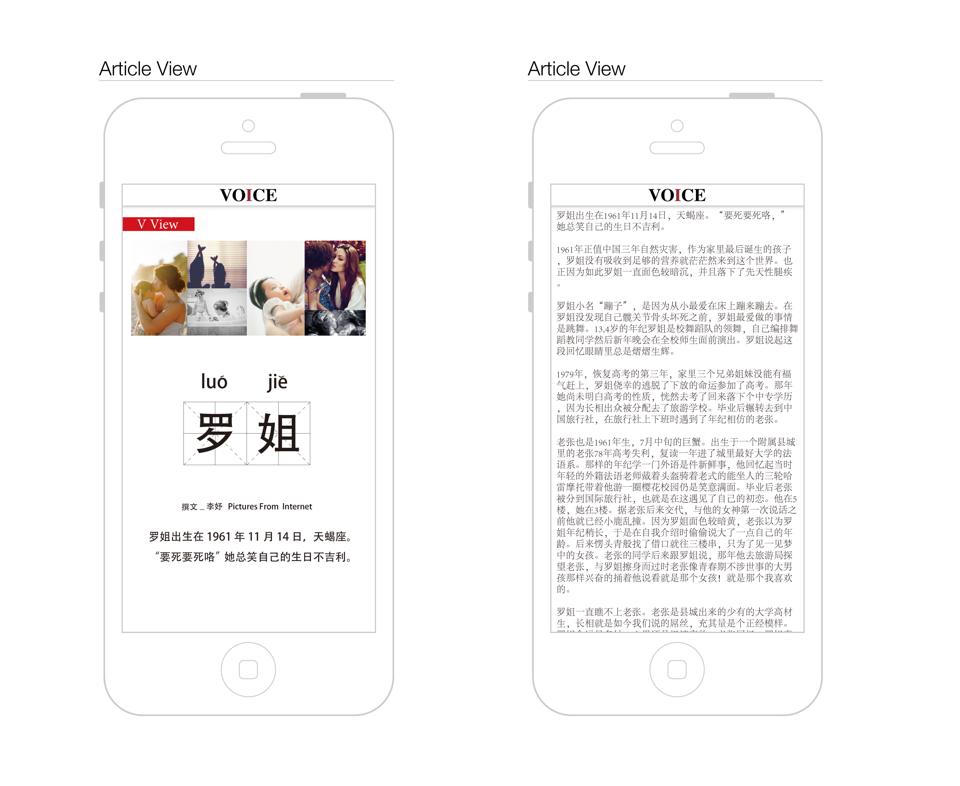 Article View
VOICE
V View
luó jiě
罗 姐
撰文 _ 李妤 Pictures From Internet
罗姐出生在 1961 年 11 月 14 日，天蝎座。
“要死要死咯”她总笑自己的生日不吉利。
Article View
VOICE
罗姐出生在1961年11月14日，天蝎座。“要死要死咯，”
她总笑自己的生日不吉利。
1961年正值中国三年自然灾害，作为家里最后诞生的孩子
，罗姐没有吸收到足够的营养就茫茫然来到这个世界。也
正因为如此罗姐一直面色较暗沉，并且落下了先天性腿疾
。
罗姐小名“蹦子”，是因为从小最爱在床上蹦来蹦去。在
罗姐没发现自己髋关节骨头坏死之前，罗姐最爱做的事情
是跳舞。13,4岁的年纪罗姐是校舞蹈队的领舞，自己编排舞
蹈教同学然后新年晚会在全校师生面前演出。罗姐说起这
段回忆眼睛里总是熠熠生辉。
1979年，恢复高考的第三年，家里三个兄弟姐妹没能有福
气赶上，罗姐侥幸的逃脱了下放的命运参加了高考。那年
她尚未明白高考的性质，恍然去考了回来落下个中专学历
，因为长相出众被分配去了旅游学校。毕业后辗转去到中
国旅行社，在旅行社上下班时遇到了年纪相仿的老张。
老张也是1961年生，7月中旬的巨蟹。出生于一个附属县城
里的老张78年高考失利，复读一年进了城里最好大学的法
语系。那样的年纪学一门外语是件新鲜事，他回忆起当时
年轻的外籍法语老师戴着头盔骑着老式的能坐人的三轮哈
雷摩托带着他游一圈樱花校园仍是笑意满面。毕业后老张
被分到国际旅行社，也就是在这遇见了自己的初恋。他在5
楼，她在3楼。据老张后来交代，与他的女神第一次说话之
前他就已经小鹿乱撞。因为罗姐面色较暗黄，老张以为罗
姐年纪稍长，于是在自我介绍时偷偷说大了一点自己的年
龄。后来愣头青般找了借口就往三楼串，只为了见一见梦
中的女孩。老张的同学后来跟罗姐说，那年他去旅游局探
望老张，与罗姐擦身而过时老张像青春期不涉世事的大男
孩那样兴奋的捅着他说看就是那个女孩！就是那个我喜欢
的。
罗姐一直瞧不上老张。老张是县城出来的少有的大学高材
生，长相就是如今我们说的屌丝，充其量是个正经模样。